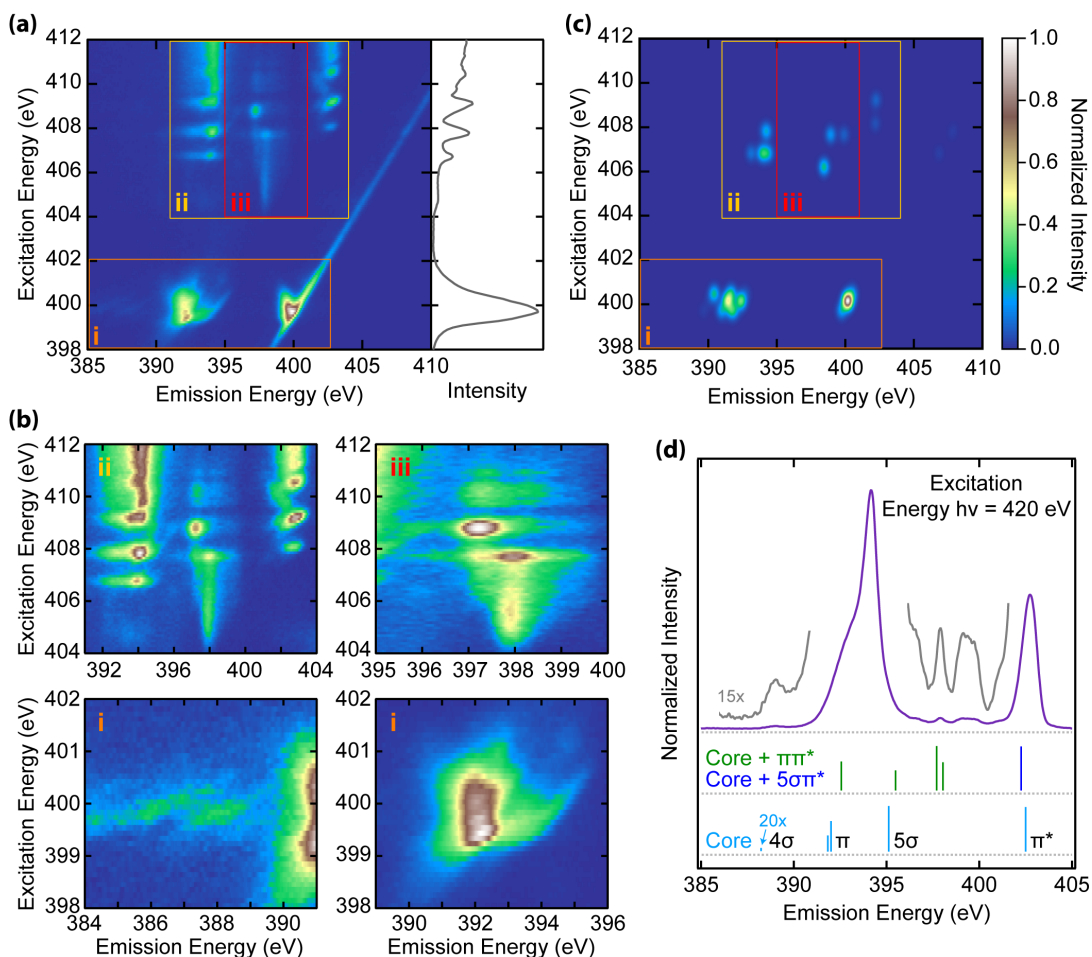 (a)
412
410
408
406
404
402
400
398
Excitation Energy (eV)
ii
iii
i
385 390 395 400 405 410
Emission Energy (eV)
Intensity
(c)
412
410
408
406
404
402
400
398
Excitation Energy (eV)
ii
iii
i
385 390 395 400 405 410
Emission Energy (eV)
1.0
0.8
0.6
0.4
0.2
0.0
Normalized Intensity
(b)
412
410
408
406
404
Excitation Energy (eV)
ii
392 396 400 404
412
410
408
406
404
iii
395 396 397 398 399 400
402
401
400
399
398
Excitation Energy (eV)
i
384 385 386 387 388 389 390
Emission Energy (eV)
402
401
400
399
398
i
390 392 394 396
Emission Energy (eV)
(d)
Excitation
Energy hν = 420 eV
Normalized Intensity
15x
Core + ππ*
Core + 5σπ*
20x
Core 4σ π 5σ π*
385 390 395 400 405
Emission Energy (eV)